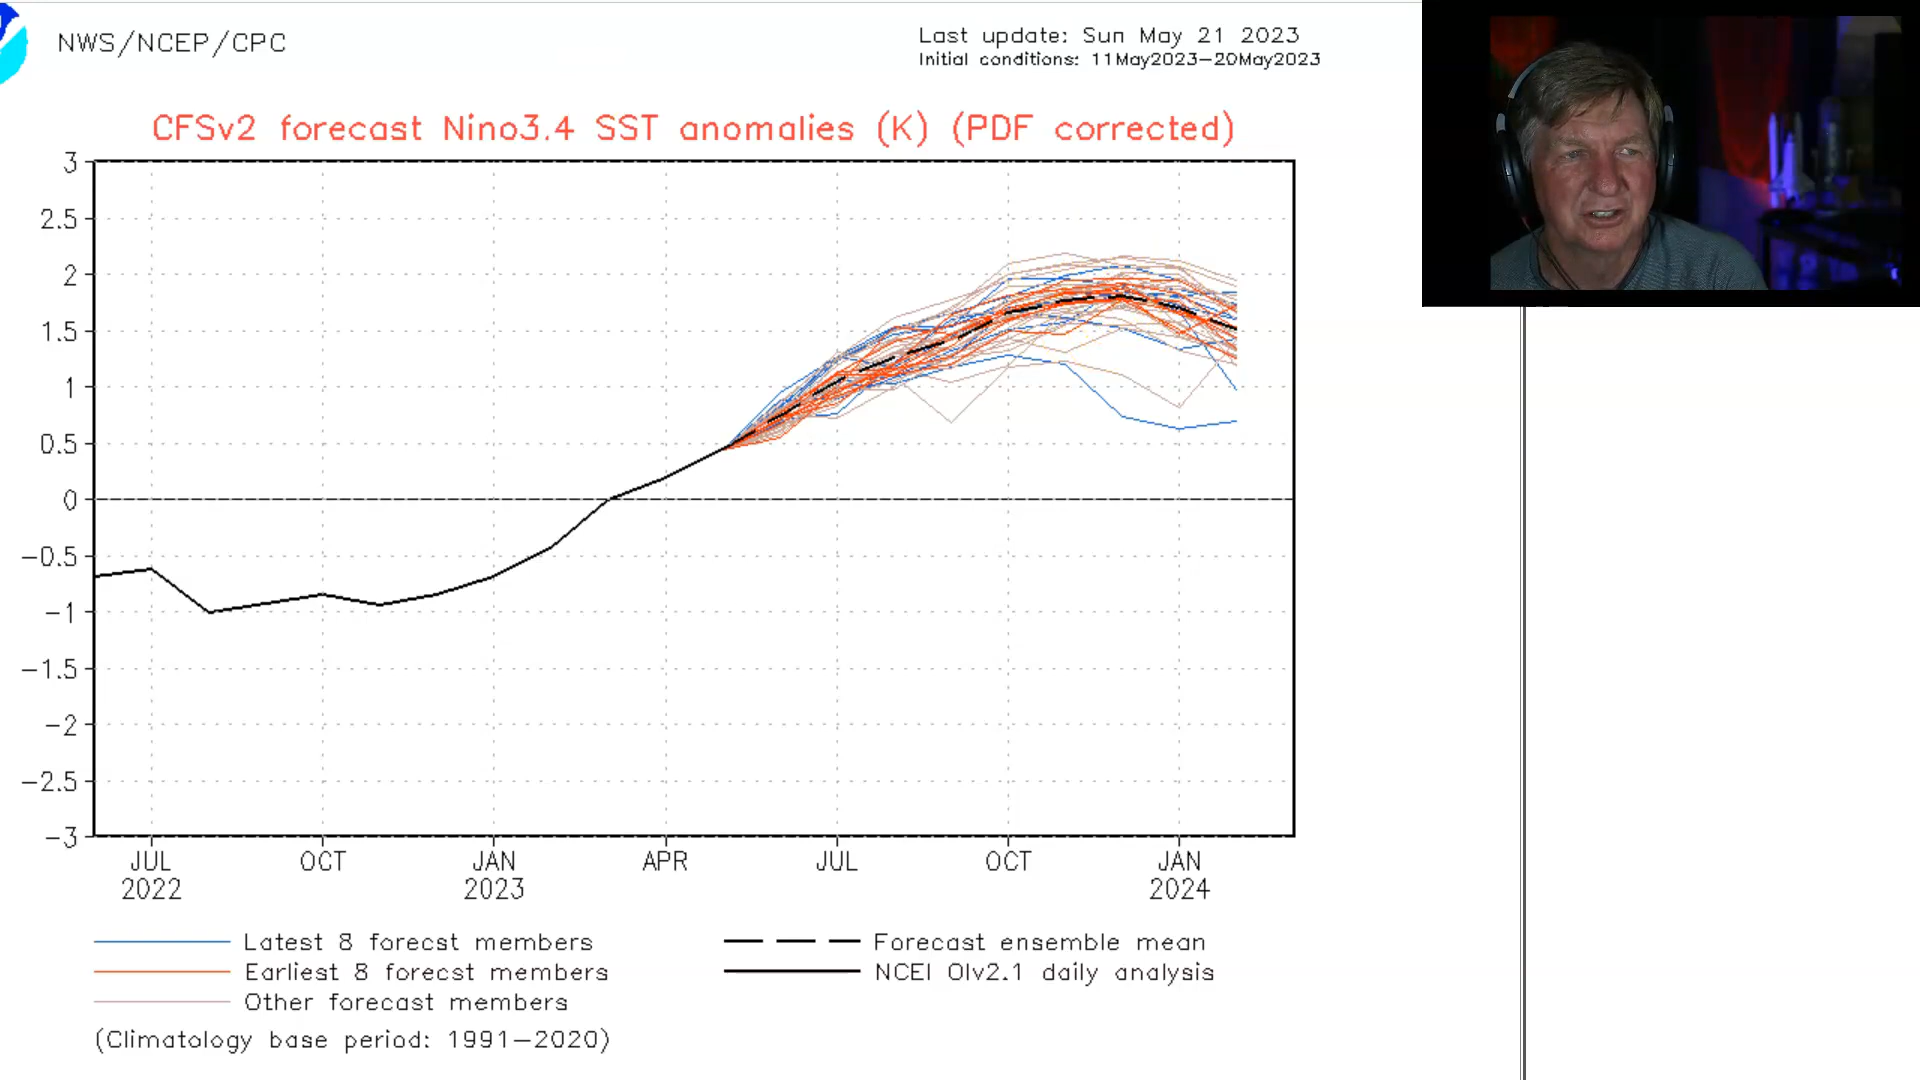 NWS/NCEP/CPC
Last update: Sun May 21 2023
Initial conditions: 11May2023–20May2023
CFSv2 forecast Nino3.4 SST anomalies (K) (PDF corrected)
3
2.5
2
1.5
1
0.5
0
−0.5
−1
−1.5
−2
−2.5
−3
JUL OCT JAN APR JUL OCT JAN
2022 2023 2024
Latest 8 forecst members
Earliest 8 forecst members
Other forecast members
Forecast ensemble mean
NCEI OIv2.1 daily analysis
(Climatology base period: 1991–2020)